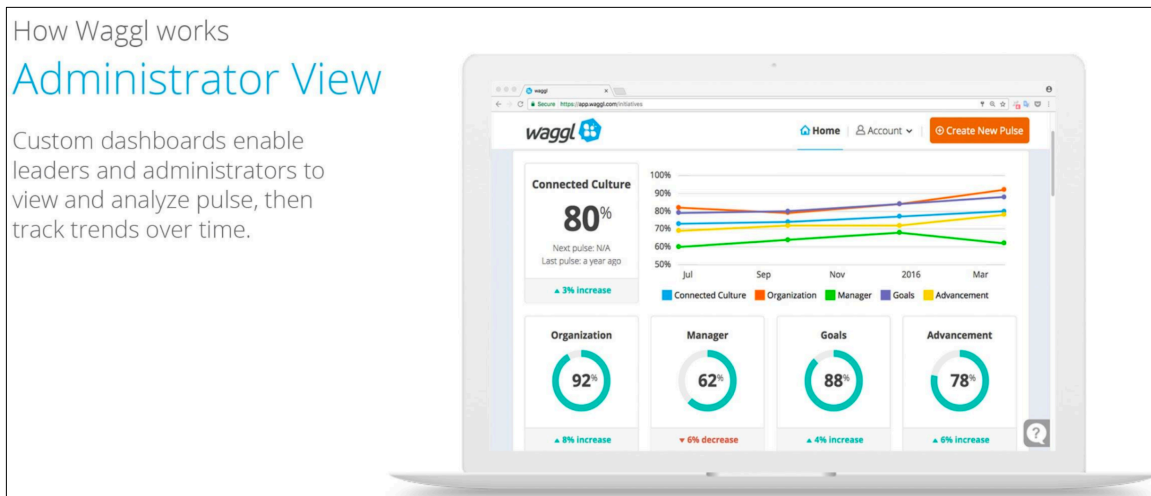 How Waggl works
Administrator View
Custom dashboards enable
leaders and administrators to
view and analyze pulse, then
track trends over time.
waggl
Secure https://app.waggl.com/initiatives
waggl
Home
Account
Create New Pulse
Connected Culture
80%
Next pulse: N/A
Last pulse: a year ago
▲ 3% increase
100%
90%
80%
70%
60%
50%
Jul Sep Nov 2016 Mar
Connected Culture Organization Manager Goals Advancement
Organization
92%
▲ 8% increase
Manager
62%
▼ 6% decrease
Goals
88%
▲ 4% increase
Advancement
78%
▲ 6% increase
?